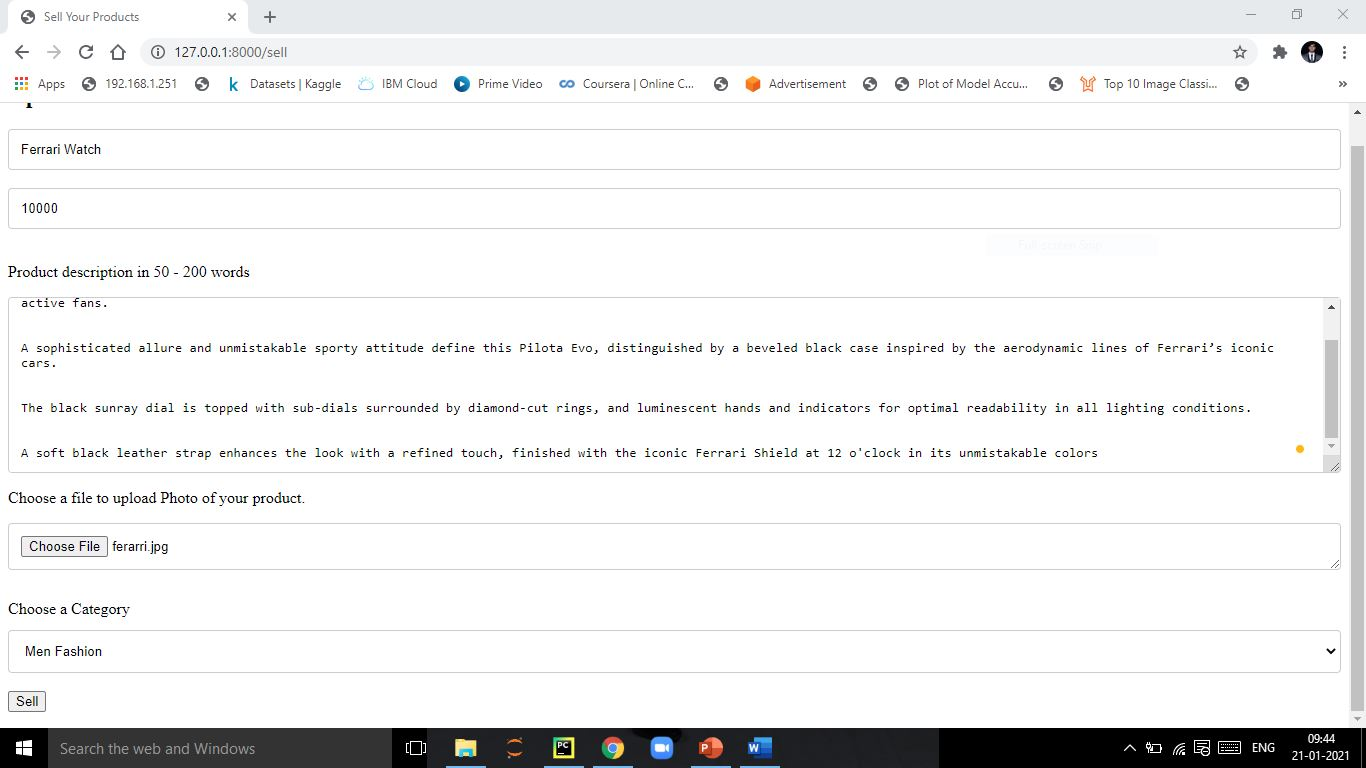 Sell Your Products
127.0.0.1:8000/sell
Apps
192.168.1.251
Datasets | Kaggle
IBM Cloud
Prime Video
Coursera | Online C...
Advertisement
Plot of Model Accu...
Top 10 Image Classi...
»
Ferrari Watch
10000
Full-screen Snip
Product description in 50 - 200 words
active fans.
A sophisticated allure and unmistakable sporty attitude define this Pilota Evo, distinguished by a beveled black case inspired by the aerodynamic lines of Ferrari’s iconic
cars.
The black sunray dial is topped with sub-dials surrounded by diamond-cut rings, and luminescent hands and indicators for optimal readability in all lighting conditions.
A soft black leather strap enhances the look with a refined touch, finished with the iconic Ferrari Shield at 12 o'clock in its unmistakable colors
Choose a file to upload Photo of your product.
Choose File ferarri.jpg
Choose a Category
Men Fashion
Sell
Search the web and Windows
PC
P
W
ENG
09:44
21-01-2021